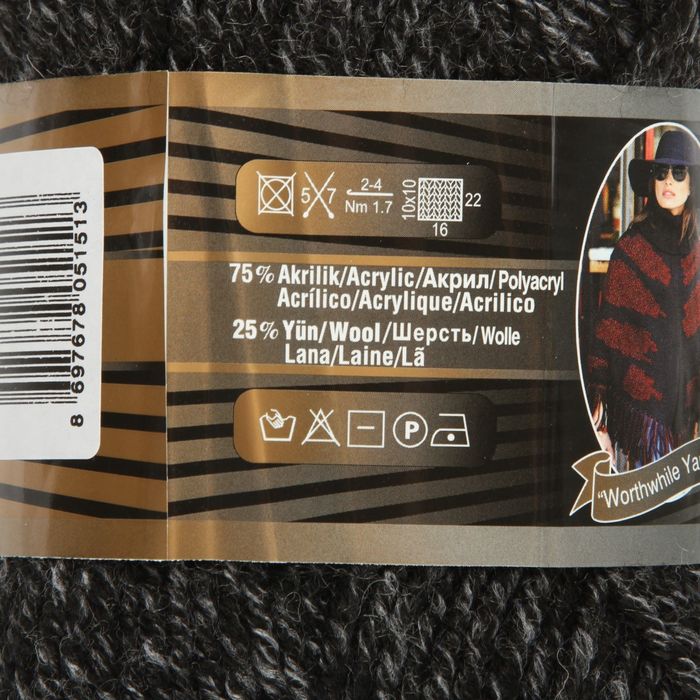 8 697678 051513
5 7
2-4
Nm 1.7
10x10
22
16
75% Akrilik/Acrylic/Акрил/Polyacryl
Acrílico/Acrylique/Acrilico
25% Yün/Wool/Шерсть/Wolle
Lana/Laine/Lã
P
"Worthwhile